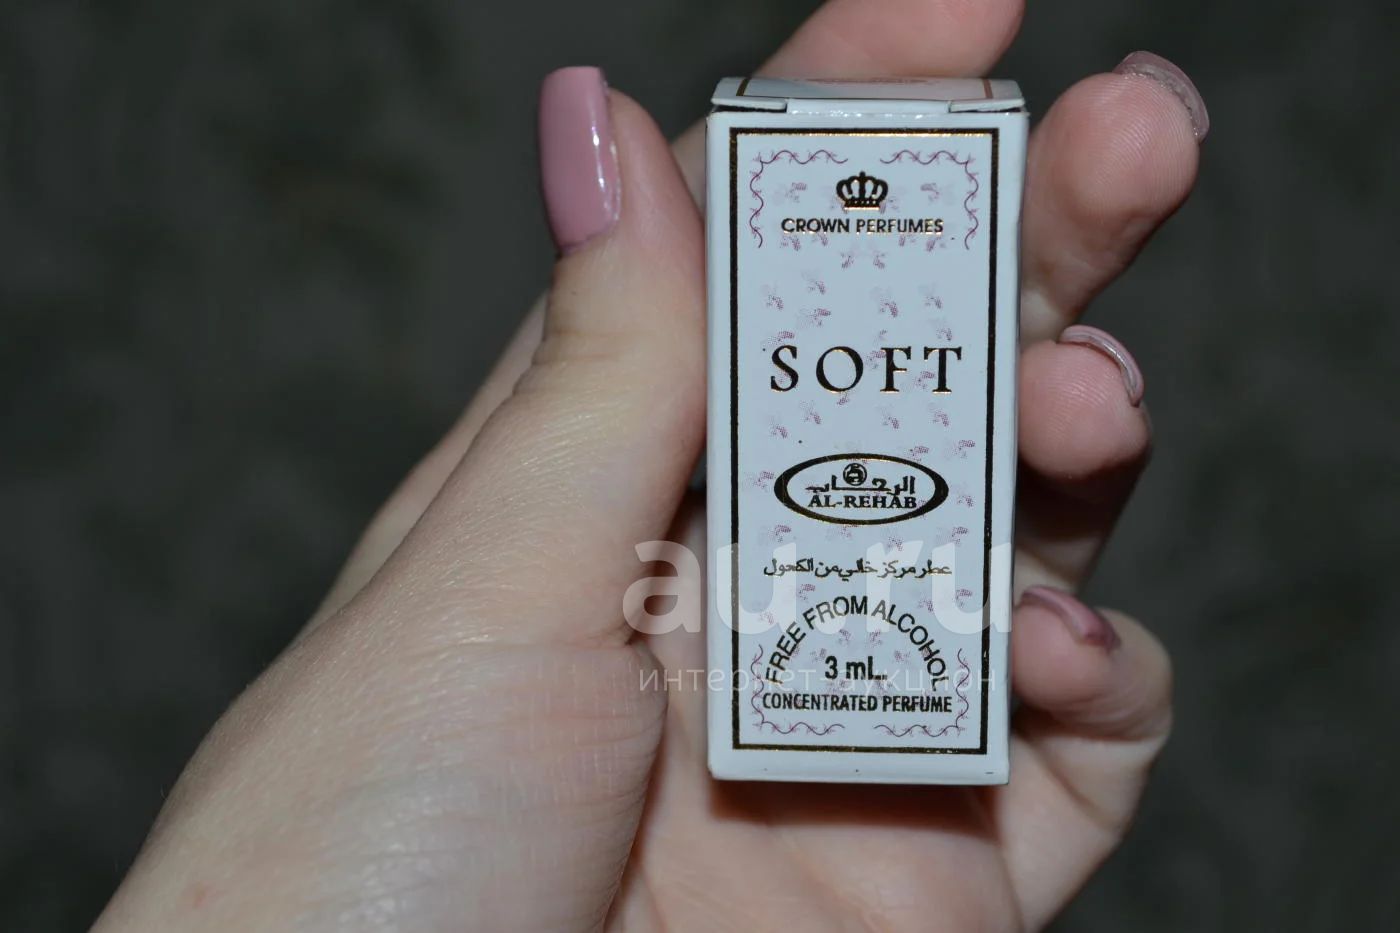 CROWN PERFUMES
SOFT
الرحاب
AL-REHAB
عطر مركز خالي من الكحول
FREE FROM ALCOHOL
3 mL.
CONCENTRATED PERFUME
au.ru
интернет-аукцион